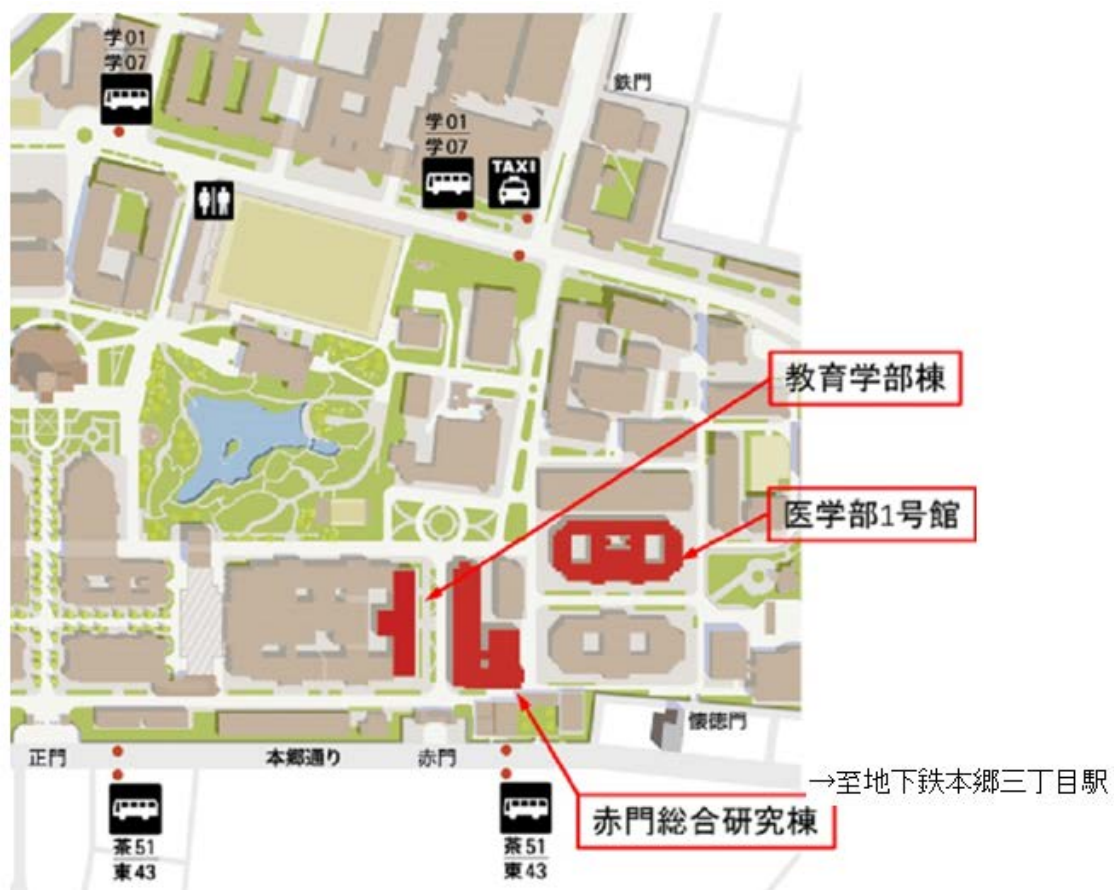 学01
学07
学01
学07
TAXI
鉄門
教育学部棟
医学部1号館
懐徳門
正門
本郷通り
赤門
→至地下鉄本郷三丁目駅
赤門総合研究棟
茶51
東43
茶51
東43